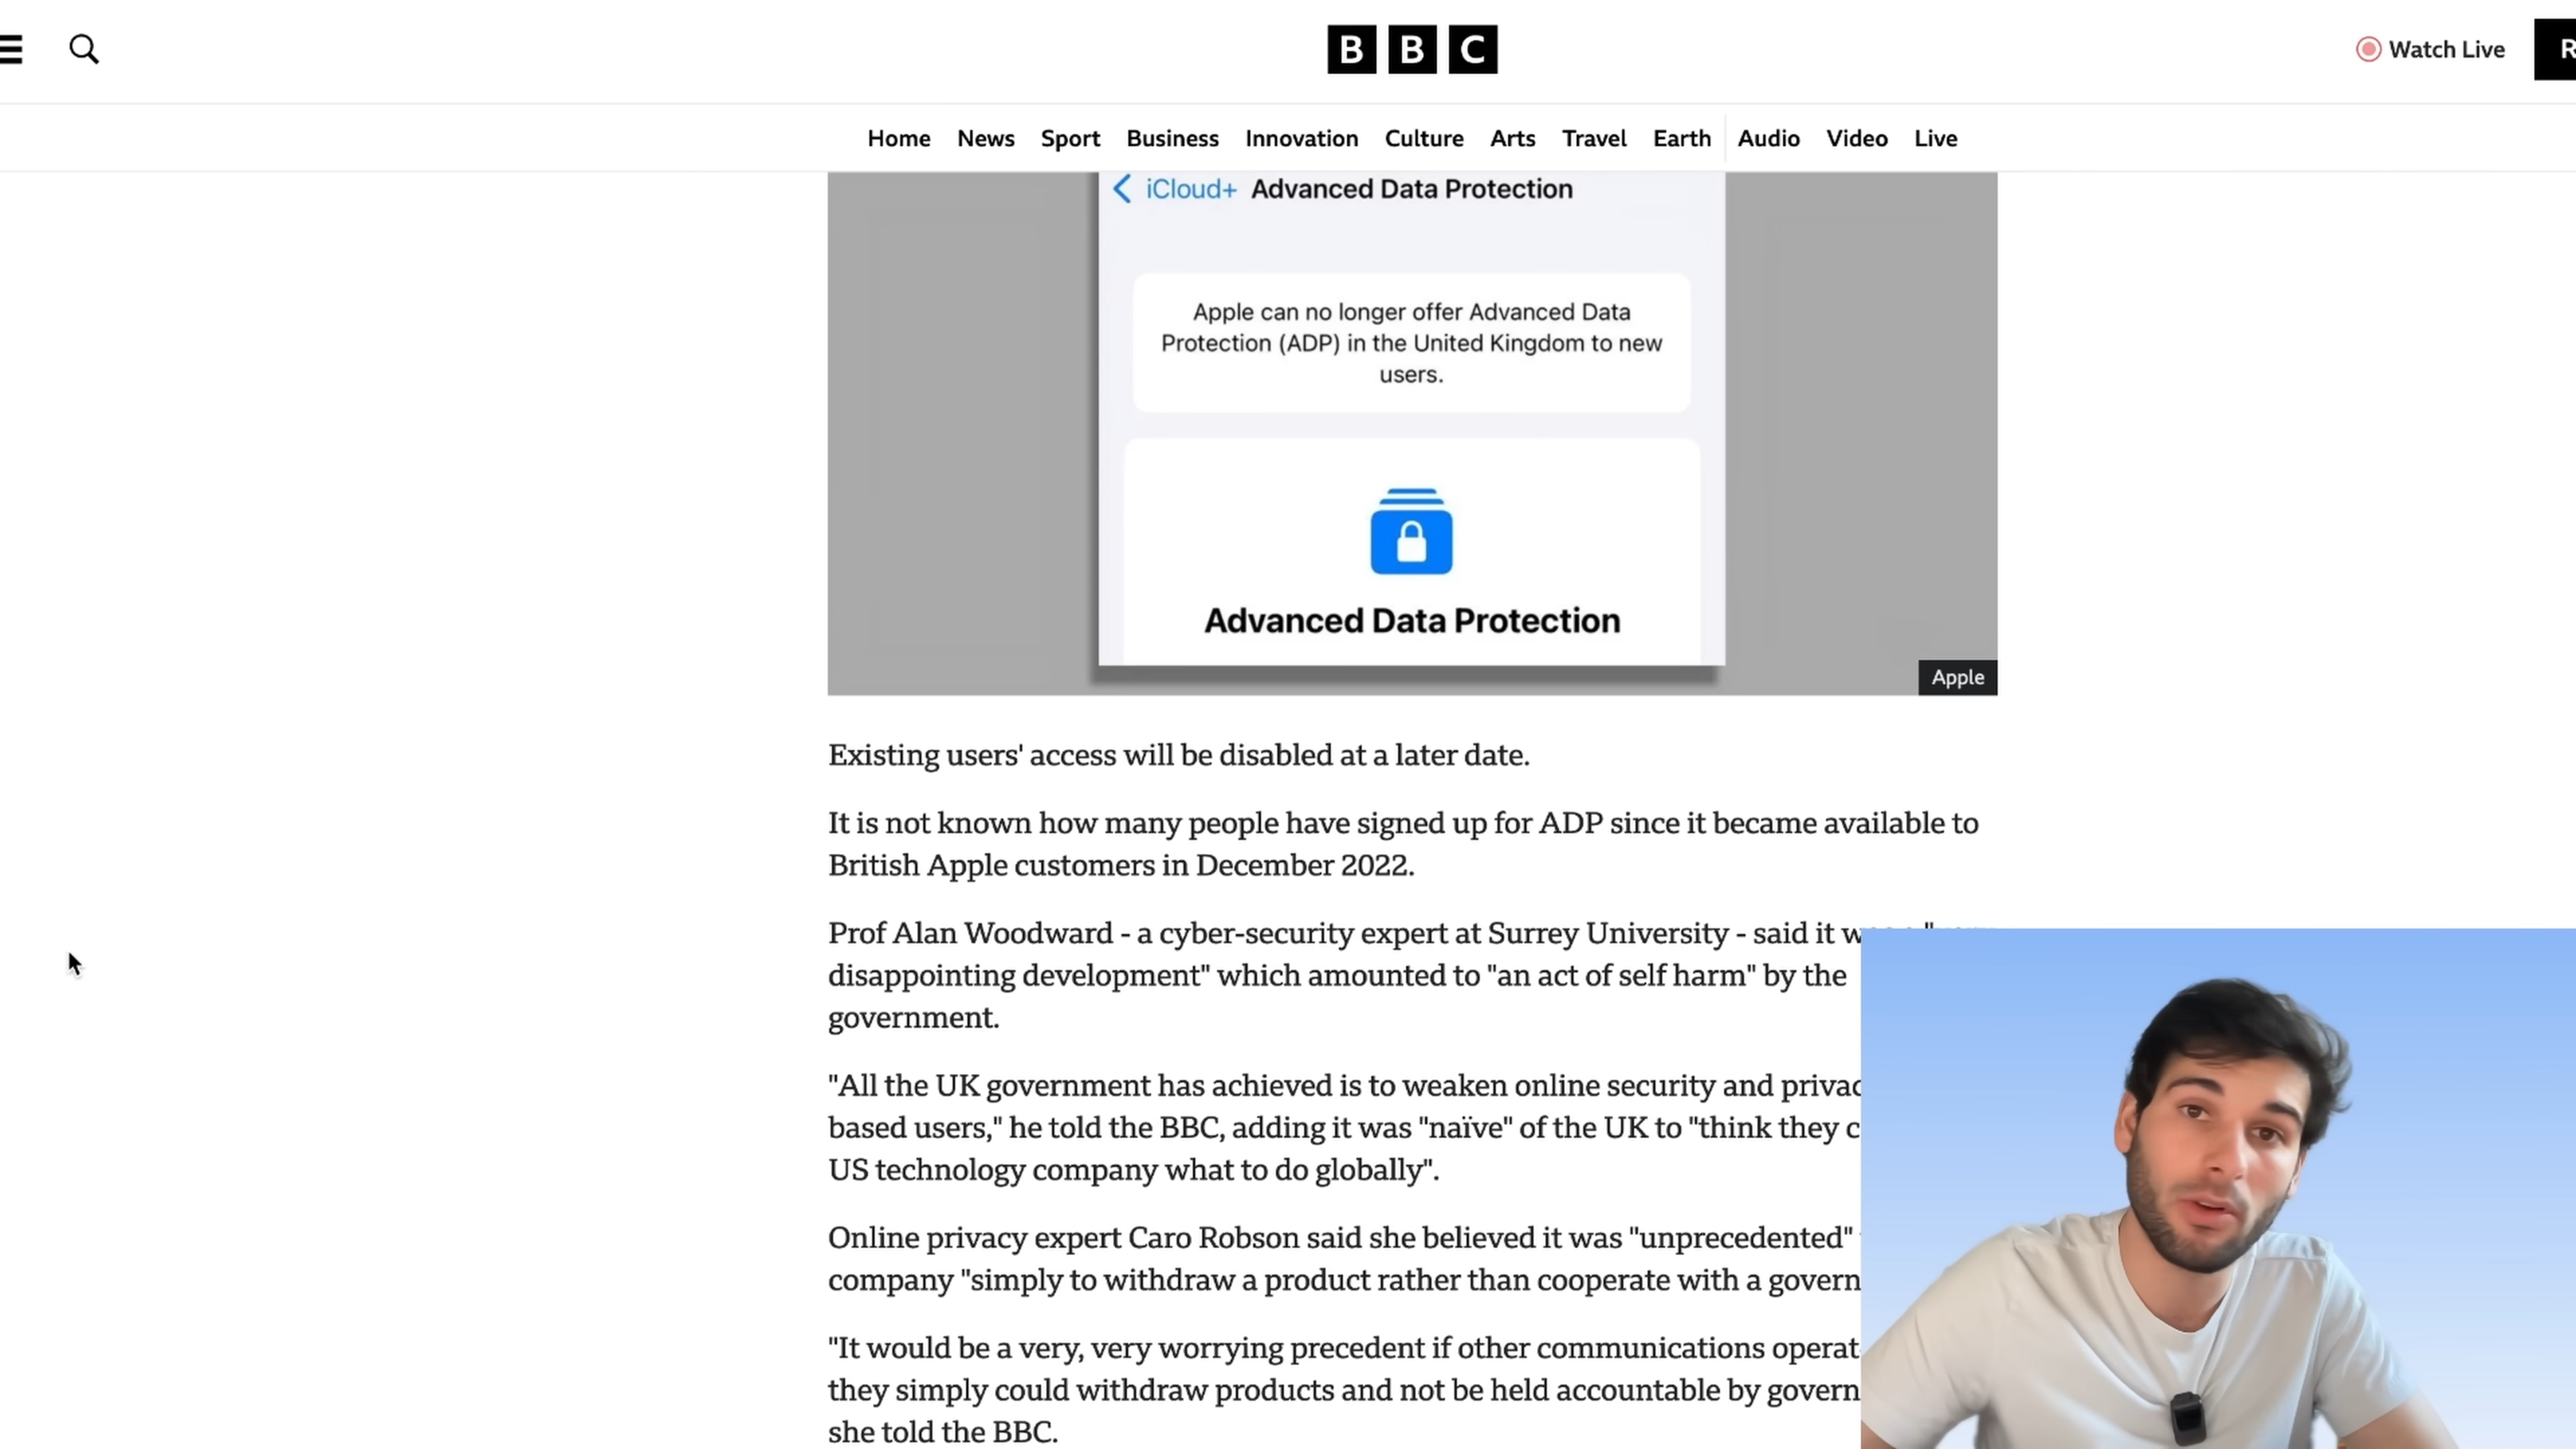 BBC
Watch Live
Home News Sport Business Innovation Culture Arts Travel Earth Audio Video Live
iCloud+ Advanced Data Protection
Apple can no longer offer Advanced Data
Protection (ADP) in the United Kingdom to new
users.
Advanced Data Protection
Apple
Existing users' access will be disabled at a later date.
It is not known how many people have signed up for ADP since it became available to
British Apple customers in December 2022.
Prof Alan Woodward - a cyber-security expert at Surrey University - said it
disappointing development" which amounted to "an act of self harm" by the
government.
"All the UK government has achieved is to weaken online security and
based users," he told the BBC, adding it was "naïve" of the UK to "think they
US technology company what to do globally".
Online privacy expert Caro Robson said she believed it was "unprecedented"
company "simply to withdraw a product rather than cooperate with a
"It would be a very, very worrying precedent if other communications
they simply could withdraw products and not be held accountable by
she told the BBC.